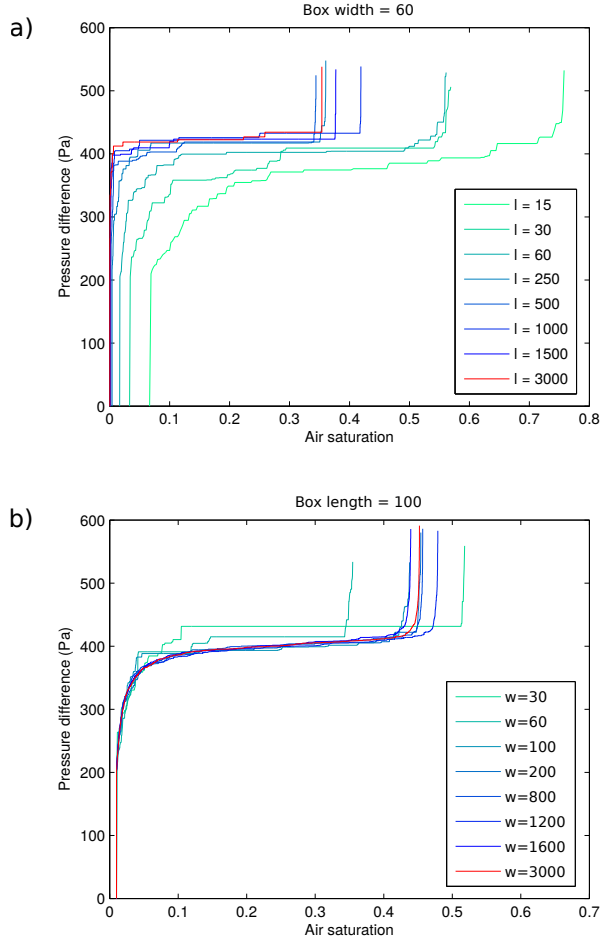 a)
Box width = 60
600
500
400
300
200
100
0
Pressure difference (Pa)
l = 15
l = 30
l = 60
l = 250
l = 500
l = 1000
l = 1500
l = 3000
0 0.1 0.2 0.3 0.4 0.5 0.6 0.7 0.8
Air saturation
b)
Box length = 100
600
500
400
300
200
100
0
Pressure difference (Pa)
w=30
w=60
w=100
w=200
w=800
w=1200
w=1600
w=3000
0 0.1 0.2 0.3 0.4 0.5 0.6 0.7
Air saturation